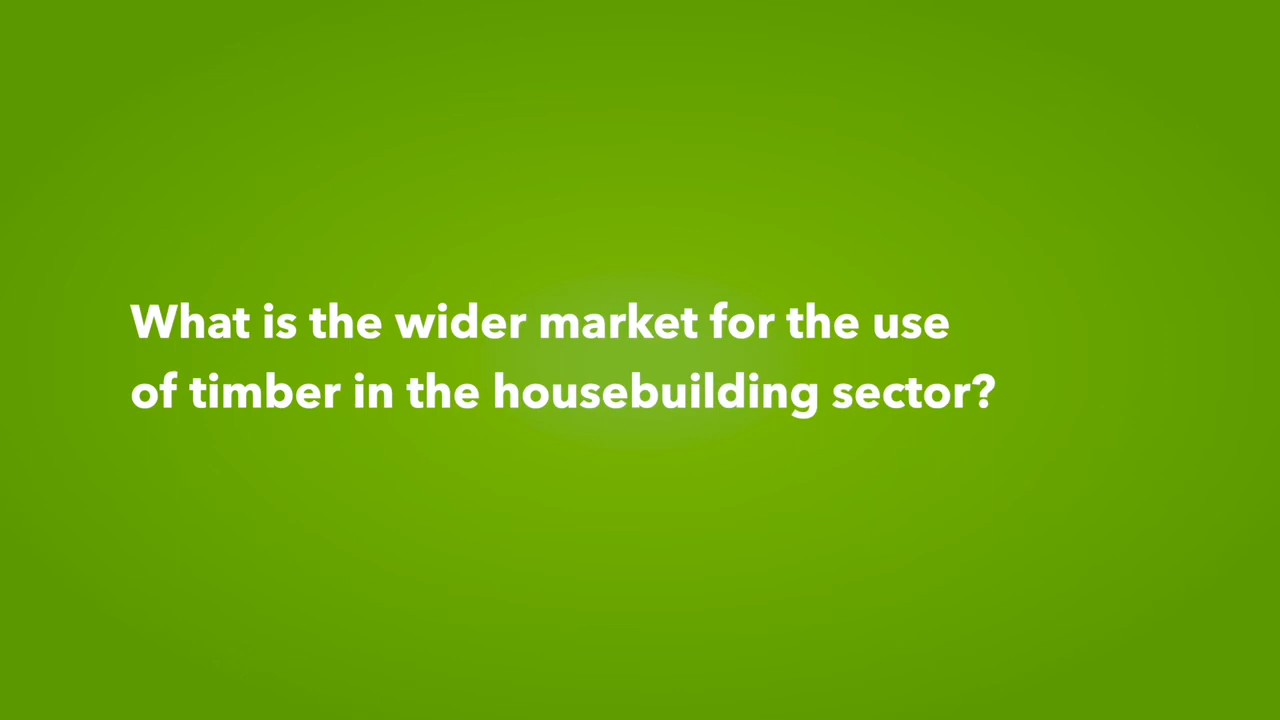 What is the wider market for the use
of timber in the housebuilding sector?